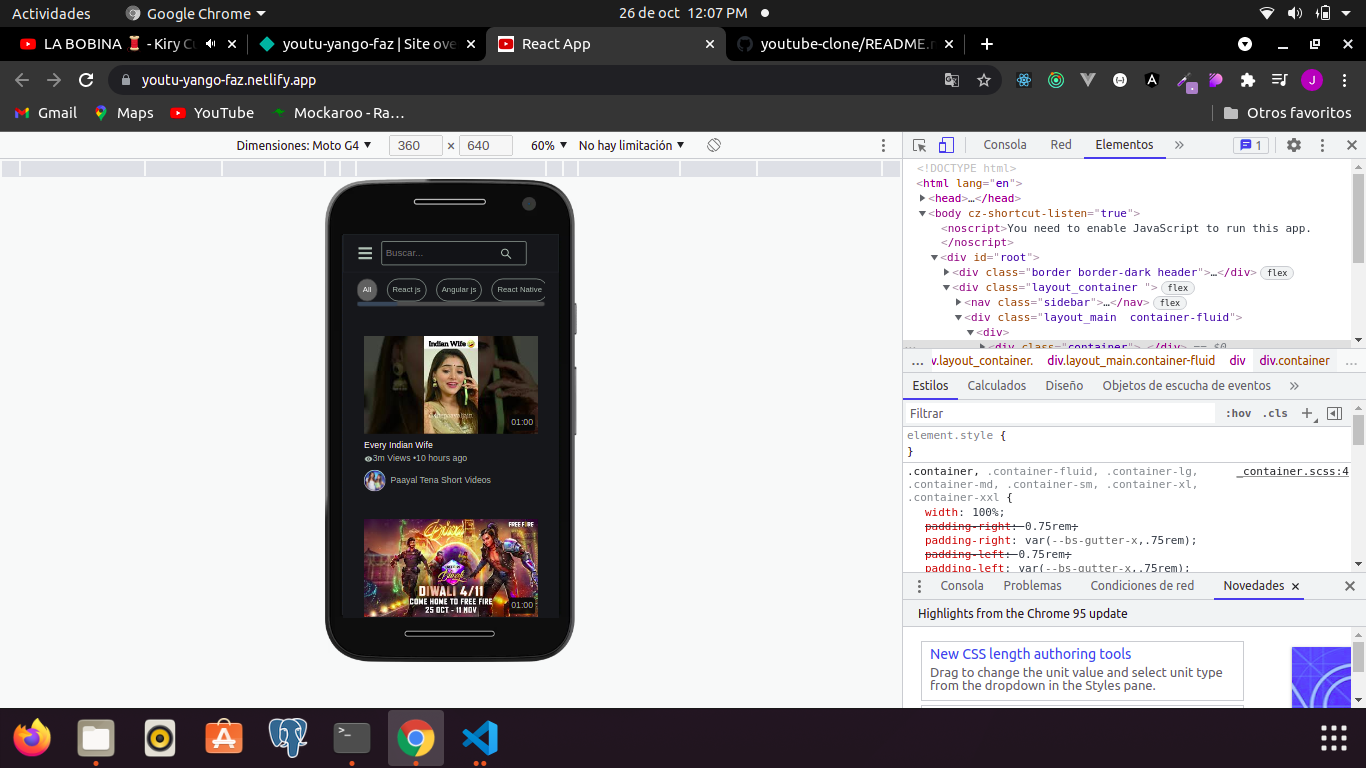 Actividades
Google Chrome
26 de oct 12:07 PM
LA BOBINA
- Kiry
youtu-yango-faz | Site ove
React App
youtube-clone/README.
youtu-yango-faz.netlify.app
J
Gmail
Maps
YouTube
Mockaroo - Ra…
Otros favoritos
Dimensiones: Moto G4
360 × 640
60%
No hay limitación
Buscar...
All
React js
Angular js
React Native
Indian Wife
01:00
Every Indian Wife
3m Views •10 hours ago
Paayal Tena Short Videos
FREE FIRE
DIWALI 4/11
COME HOME TO FREE FIRE
25 OCT - 11 NOV
01:00
Consola
Red
Elementos
»
1
<!DOCTYPE html>
<html lang="en">
<head>…</head>
<body cz-shortcut-listen="true">
<noscript>You need to enable JavaScript to run this app.
</noscript>
<div id="root">
<div class="border border-dark header">…</div> flex
<div class="layout_container "> flex
<nav class="sidebar">…</nav> flex
<div class="layout_main  container-fluid">
<div>
<div class="container">…</div> == $0
… v.layout_container. div.layout_main.container-fluid div div.container …
Estilos
Calculados
Diseño
Objetos de escucha de eventos
»
Filtrar
:hov .cls +
element.style {
}
.container, .container-fluid, .container-lg, _container.scss:4
.container-md, .container-sm, .container-xl,
.container-xxl {
width: 100%;
padding-right: 0.75rem;
padding-right: var(--bs-gutter-x,.75rem);
padding-left: 0.75rem;
padding-left: var(--bs-gutter-x,.75rem);
Consola
Problemas
Condiciones de red
Novedades
Highlights from the Chrome 95 update
New CSS length authoring tools
Drag to change the unit value and select unit type
from the dropdown in the Styles pane.